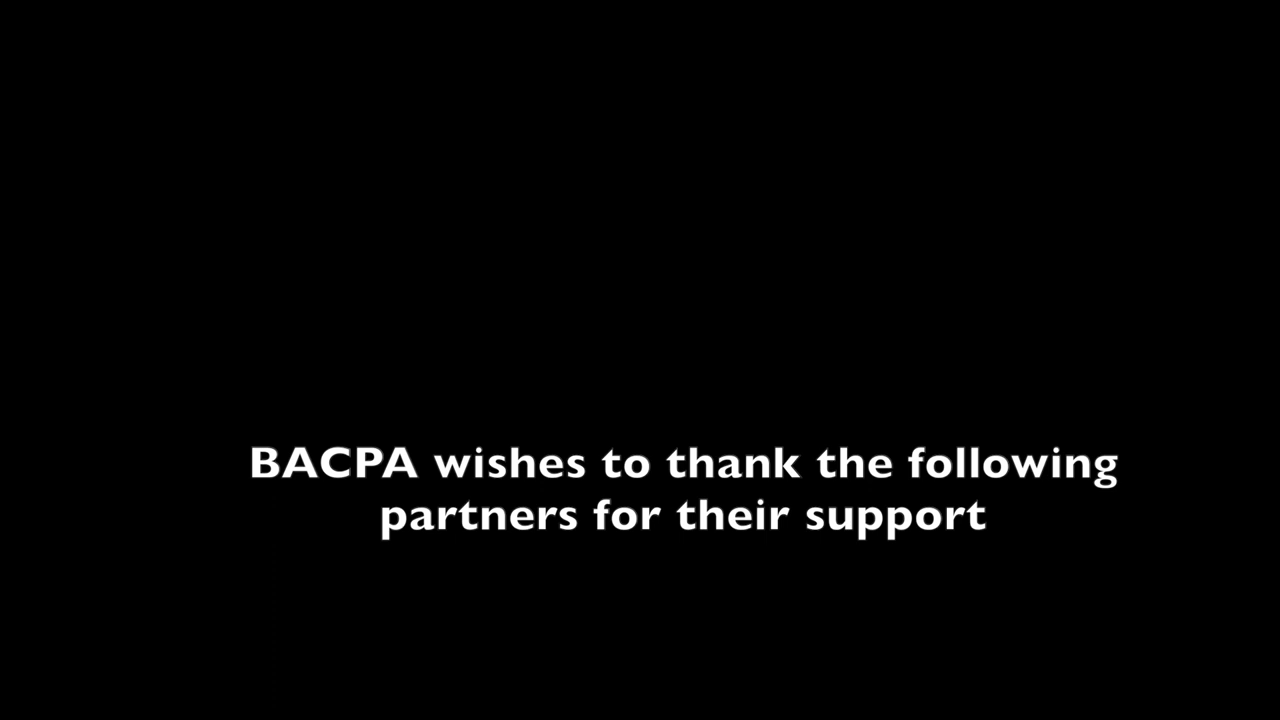 BACPA wishes to thank the following
partners for their support